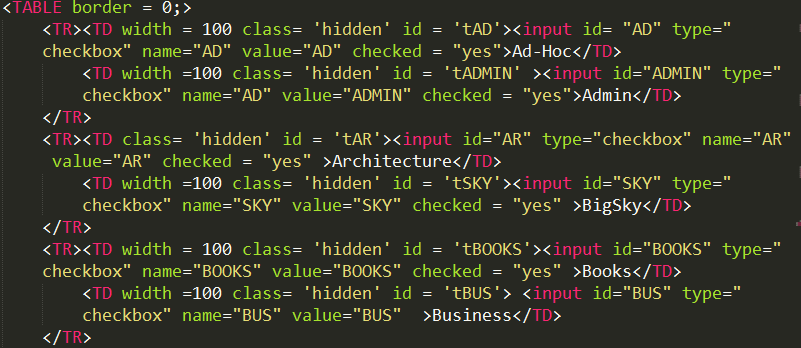 <TABLE border = 0;>
<TR><TD width = 100 class= 'hidden' id = 'tAD'><input id= "AD" type="
checkbox" name="AD" value="AD" checked = "yes">Ad-Hoc</TD>
<TD width =100 class= 'hidden' id = 'tADMIN' ><input id="ADMIN" type="
checkbox" name="AD" value="ADMIN" checked = "yes">Admin</TD>
</TR>
<TR><TD class= 'hidden' id = 'tAR'><input id="AR" type="checkbox" name="AR"
value="AR" checked = "yes" >Architecture</TD>
<TD width =100 class= 'hidden' id = 'tSKY'><input id="SKY" type="
checkbox" name="SKY" value="SKY" checked = "yes" >BigSky</TD>
</TR>
<TR><TD width = 100 class= 'hidden' id = 'tBOOKS'><input id="BOOKS" type="
checkbox" name="BOOKS" value="BOOKS" checked = "yes" >Books</TD>
<TD width =100 class= 'hidden' id = 'tBUS'> <input id="BUS" type="
checkbox" name="BUS" value="BUS"  >Business</TD>
</TR>